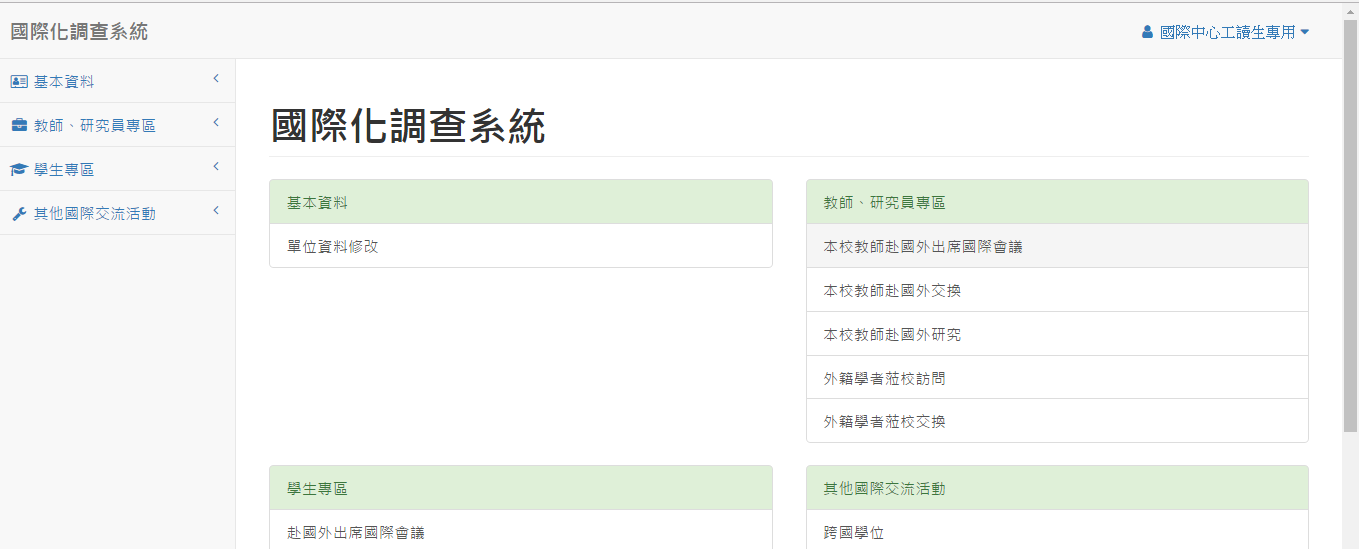 國際化調查系統
國際中心工讀生專用
基本資料
教師、研究員專區
學生專區
其他國際交流活動
國際化調查系統
基本資料
單位資料修改
教師、研究員專區
本校教師赴國外出席國際會議
本校教師赴國外交換
本校教師赴國外研究
外籍學者蒞校訪問
外籍學者蒞校交換
學生專區
赴國外出席國際會議
其他國際交流活動
跨國學位